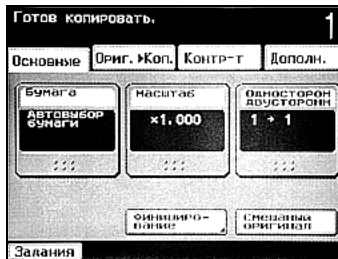 Готов копировать.
1
Основные
Ориг.►Коп.
Контр-т
Дополн.
Бумага
Масштаб
Односторон
Двусторонн
Автовыбор
бумаги
×1.000
1 → 1
Финиширо-
вание
Смешаный
оригинал
Задания